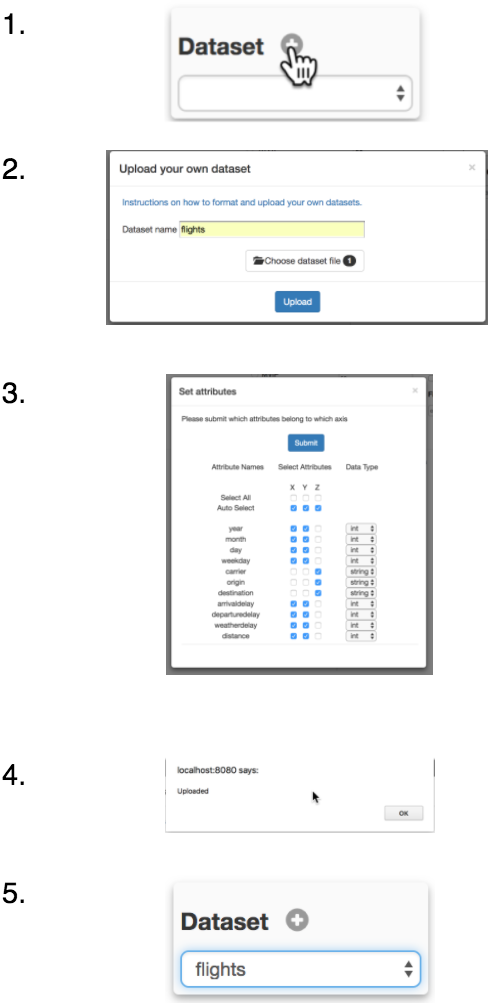 1.
Dataset
2.
Upload your own dataset ×
Instructions on how to format and upload your own datasets.
Dataset name flights
Choose dataset file 1
Upload
3.
Set attributes ×
Please submit which attributes belong to which axis
Submit
Attribute Names Select Attributes Data Type
X Y Z
Select All
Auto Select
year int
month int
day int
weekday int
carrier string
origin string
destination string
arrivaldelay int
departuredelay int
weatherdelay int
distance int
4.
localhost:8080 says:
Uploaded
OK
5.
Dataset
flights